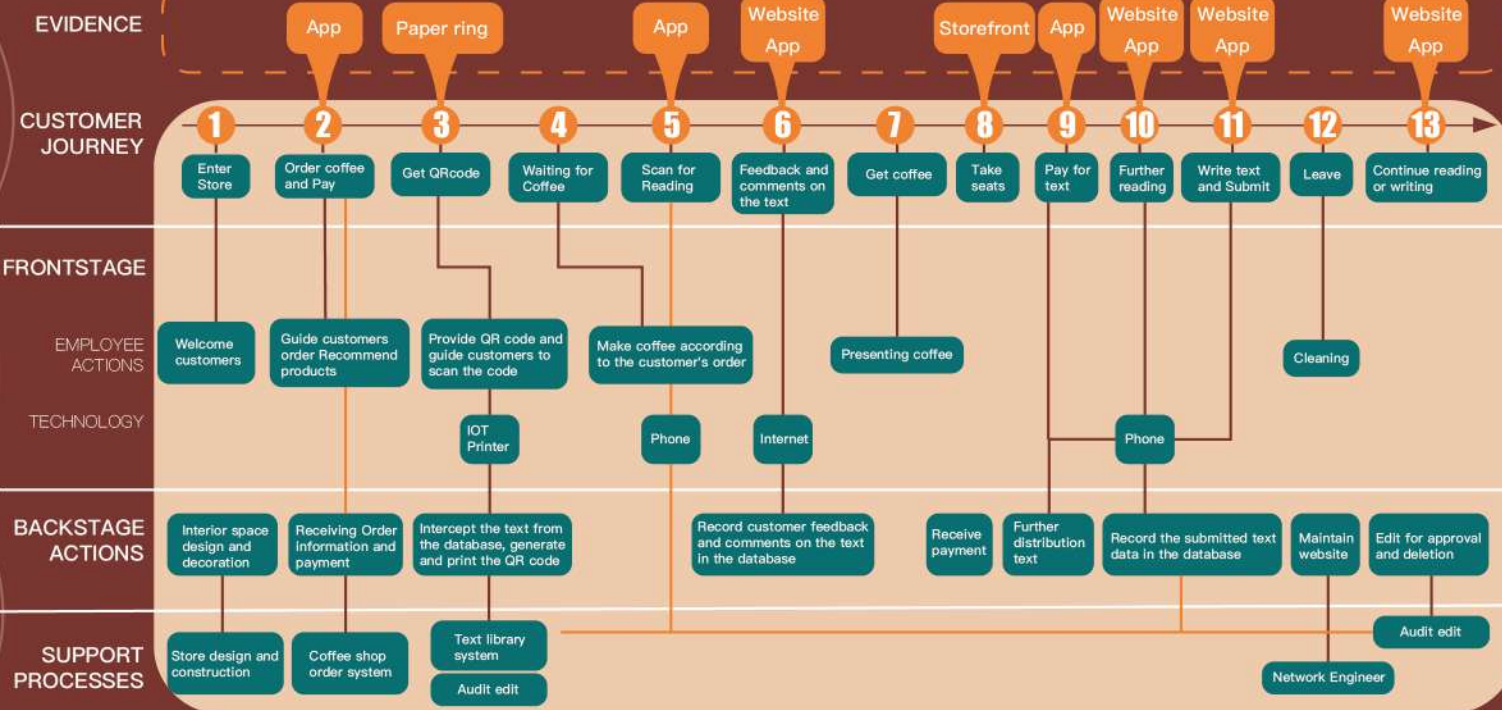 EVIDENCE
App
Paper ring
App
Website
App
Storefront
App
Website
App
Website
App
Website
App
CUSTOMER
JOURNEY
1
2
3
4
5
6
7
8
9
10
11
12
13
Enter
Store
Order coffee
and Pay
Get QRcode
Waiting for
Coffee
Scan for
Reading
Feedback and
comments on
the text
Get coffee
Take
seats
Pay for
text
Further
reading
Write text
and Submit
Leave
Continue reading
or writing
FRONTSTAGE
EMPLOYEE
ACTIONS
Welcome
customers
Guide customers
order Recommend
products
Provide QR code and
guide customers to
scan the code
Make coffee according
to the customer's order
Presenting coffee
Cleaning
TECHNOLOGY
IOT
Printer
Phone
Internet
Phone
BACKSTAGE
ACTIONS
Interior space
design and
decoration
Receiving Order
Information and
payment
Intercept the text from
the database, generate
and print the QR code
Record customer feedback
and comments on the text
in the database
Receive
payment
Further
distribution
text
Record the submitted text
data in the database
Maintain
website
Edit for approval
and deletion
SUPPORT
PROCESSES
Store design and
construction
Coffee shop
order system
Text library
system
Audit edit
Network Engineer
Audit edit